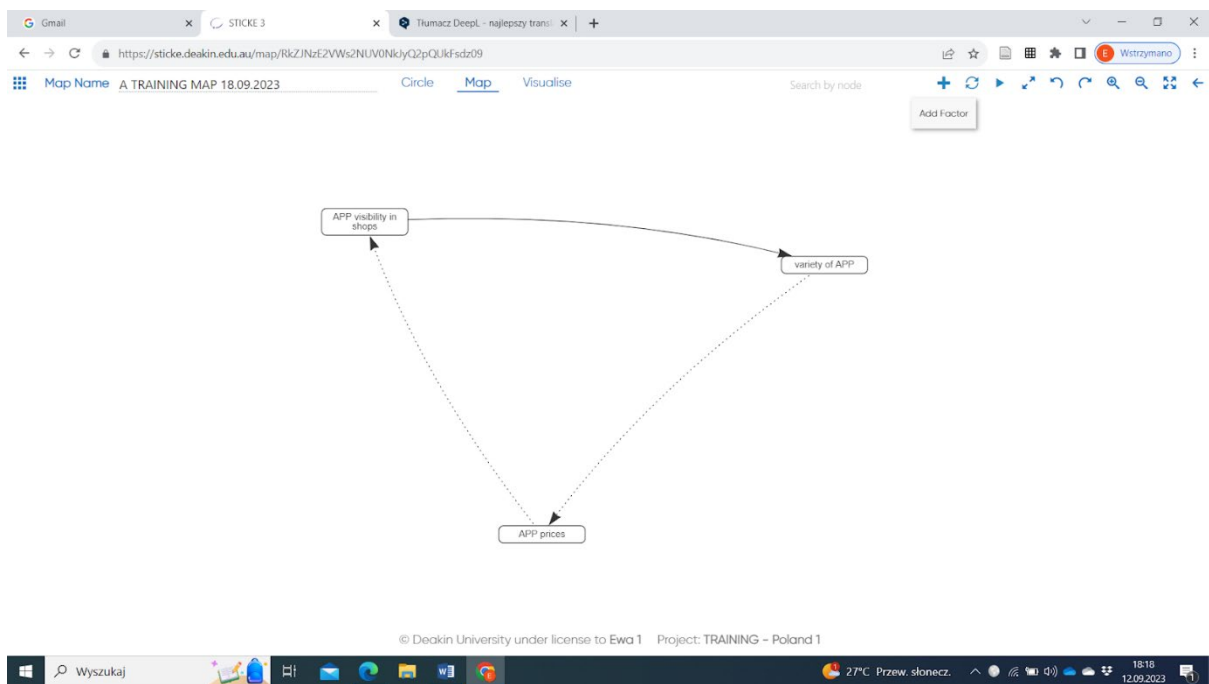 Gmail
STICKE 3
Tłumacz DeepL - najlepszy transl
https://sticke.deakin.edu.au/map/RkZJNzE2VWs2NUV0NkJyQ2pQUkFsdz09
E Wstrzymano
Map Name A TRAINING MAP 18.09.2023 Circle Map Visualise Search by node
Add Factor
APP visibility in
shops
variety of APP
APP prices
© Deakin University under license to Ewa 1 Project: TRAINING – Poland 1
Wyszukaj
27°C Przew. słonecz.
18:18
12.09.2023